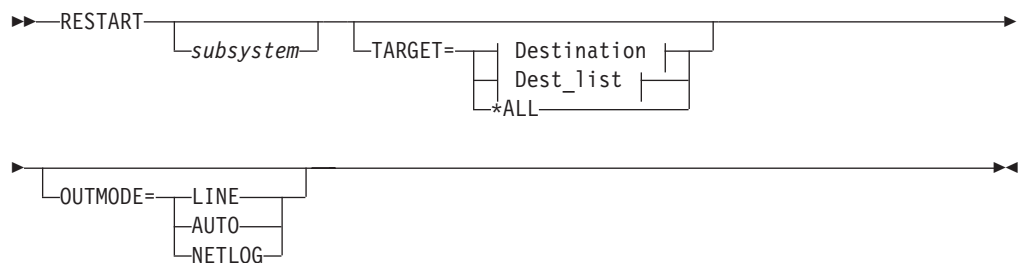 RESTART
subsystem
TARGET=
Destination
Dest_list
*ALL
OUTMODE=
LINE
AUTO
NETLOG